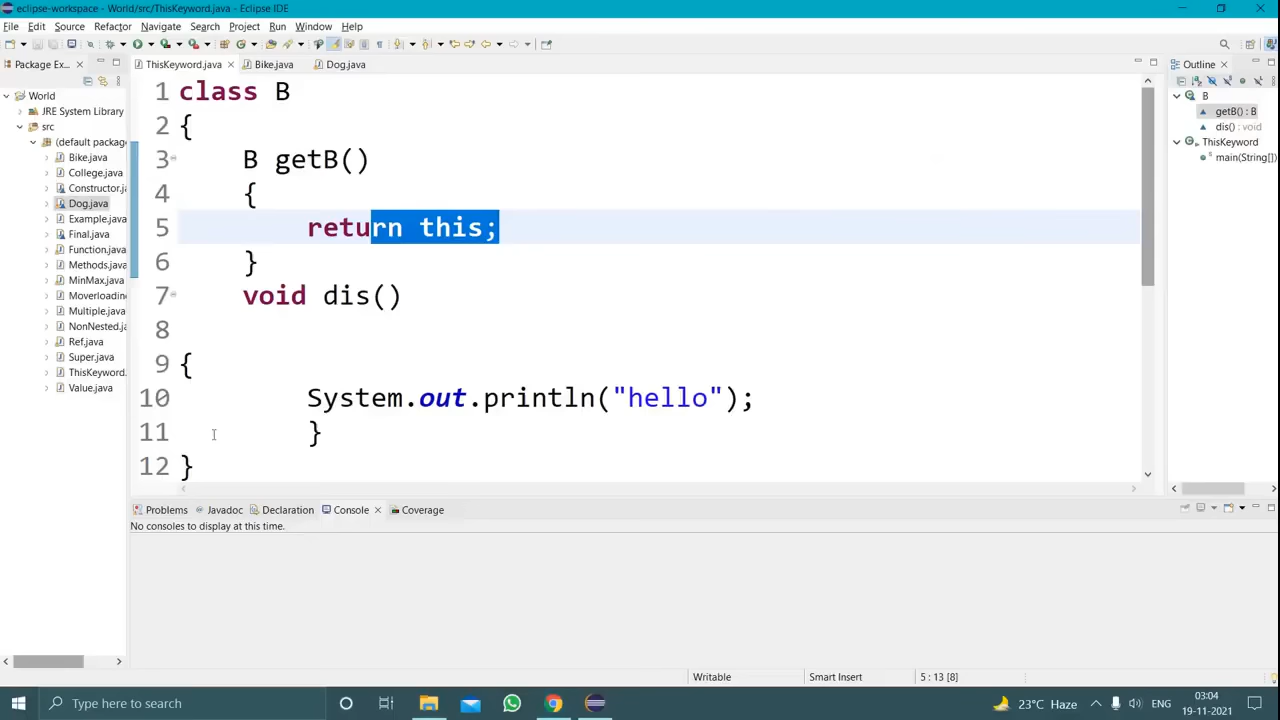 eclipse-workspace - World/src/ThisKeyword.java - Eclipse IDE
File Edit Source Refactor Navigate Search Project Run Window Help
Package Ex...
ThisKeyword.java
Bike.java
Dog.java
Outline
World
JRE System Library
src
(default package
Bike.java
College.java
Constructor.ja
Dog.java
Example.java
Final.java
Function.java
Methods.java
MinMax.java
Moverloading
Multiple.java
NonNested.ja
Ref.java
Super.java
ThisKeyword.
Value.java
1 class B
2 {
3 B getB()
4 {
5 return this;
6 }
7 void dis()
8
9 {
10 System.out.println("hello");
11 }
12 }
B
getB() : B
dis() : void
ThisKeyword
main(String[])
Problems Javadoc Declaration Console Coverage
No consoles to display at this time.
Writable Smart Insert 5 : 13 [8]
Type here to search
23°C Haze ENG 03:04
19-11-2021